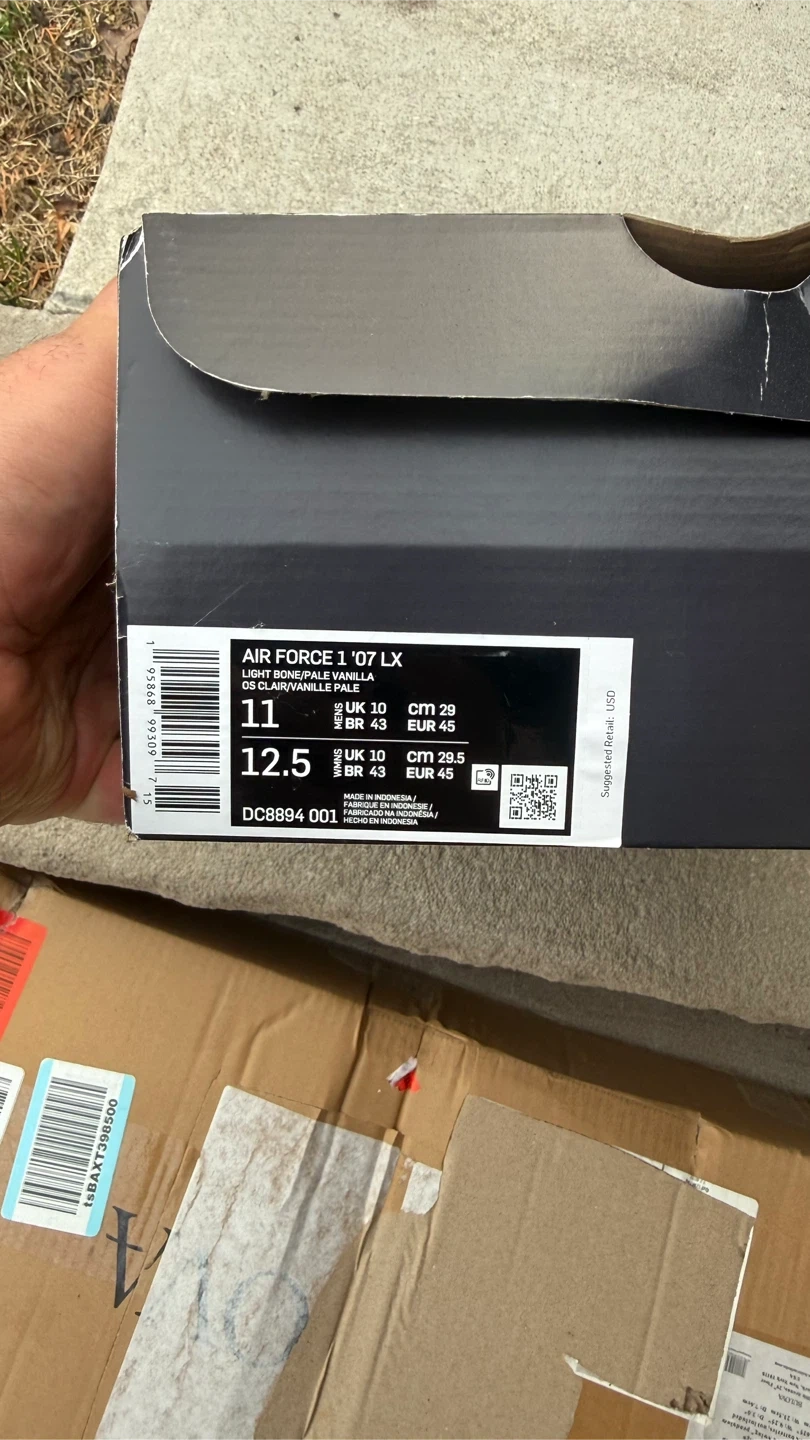 AIR FORCE 1 '07 LX
LIGHT BONE/PALE VANILLA
OS CLAIR/VANILLE PALE
11 MENS UK 10 cm 29
BR 43 EUR 45
12.5 WMNS UK 10 cm 29.5
BR 43 EUR 45
DC8894 001
MADE IN INDONESIA /
FABRIQUE EN INDONESIE /
FABRICADO NA INDONÉSIA /
HECHO EN INDONESIA
1 95868 99309 7 15
Suggested Retail: USD
tsBAXT398500